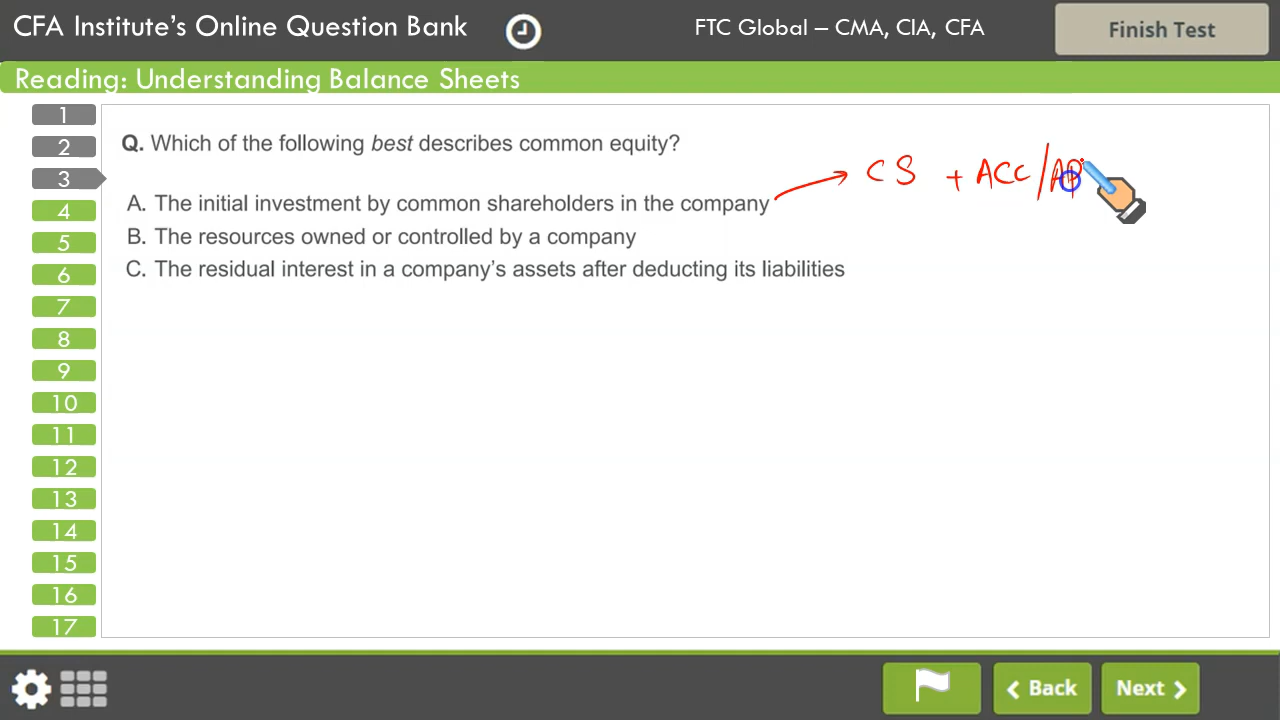 CFA Institute's Online Question Bank
FTC Global – CMA, CIA, CFA
Finish Test
Reading: Understanding Balance Sheets
1
2
3
4
5
6
7
8
9
10
11
12
13
14
15
16
17
Q. Which of the following best describes common equity?
A. The initial investment by common shareholders in the company
CS + ACC/AP
B. The resources owned or controlled by a company
C. The residual interest in a company's assets after deducting its liabilities
Back
Next